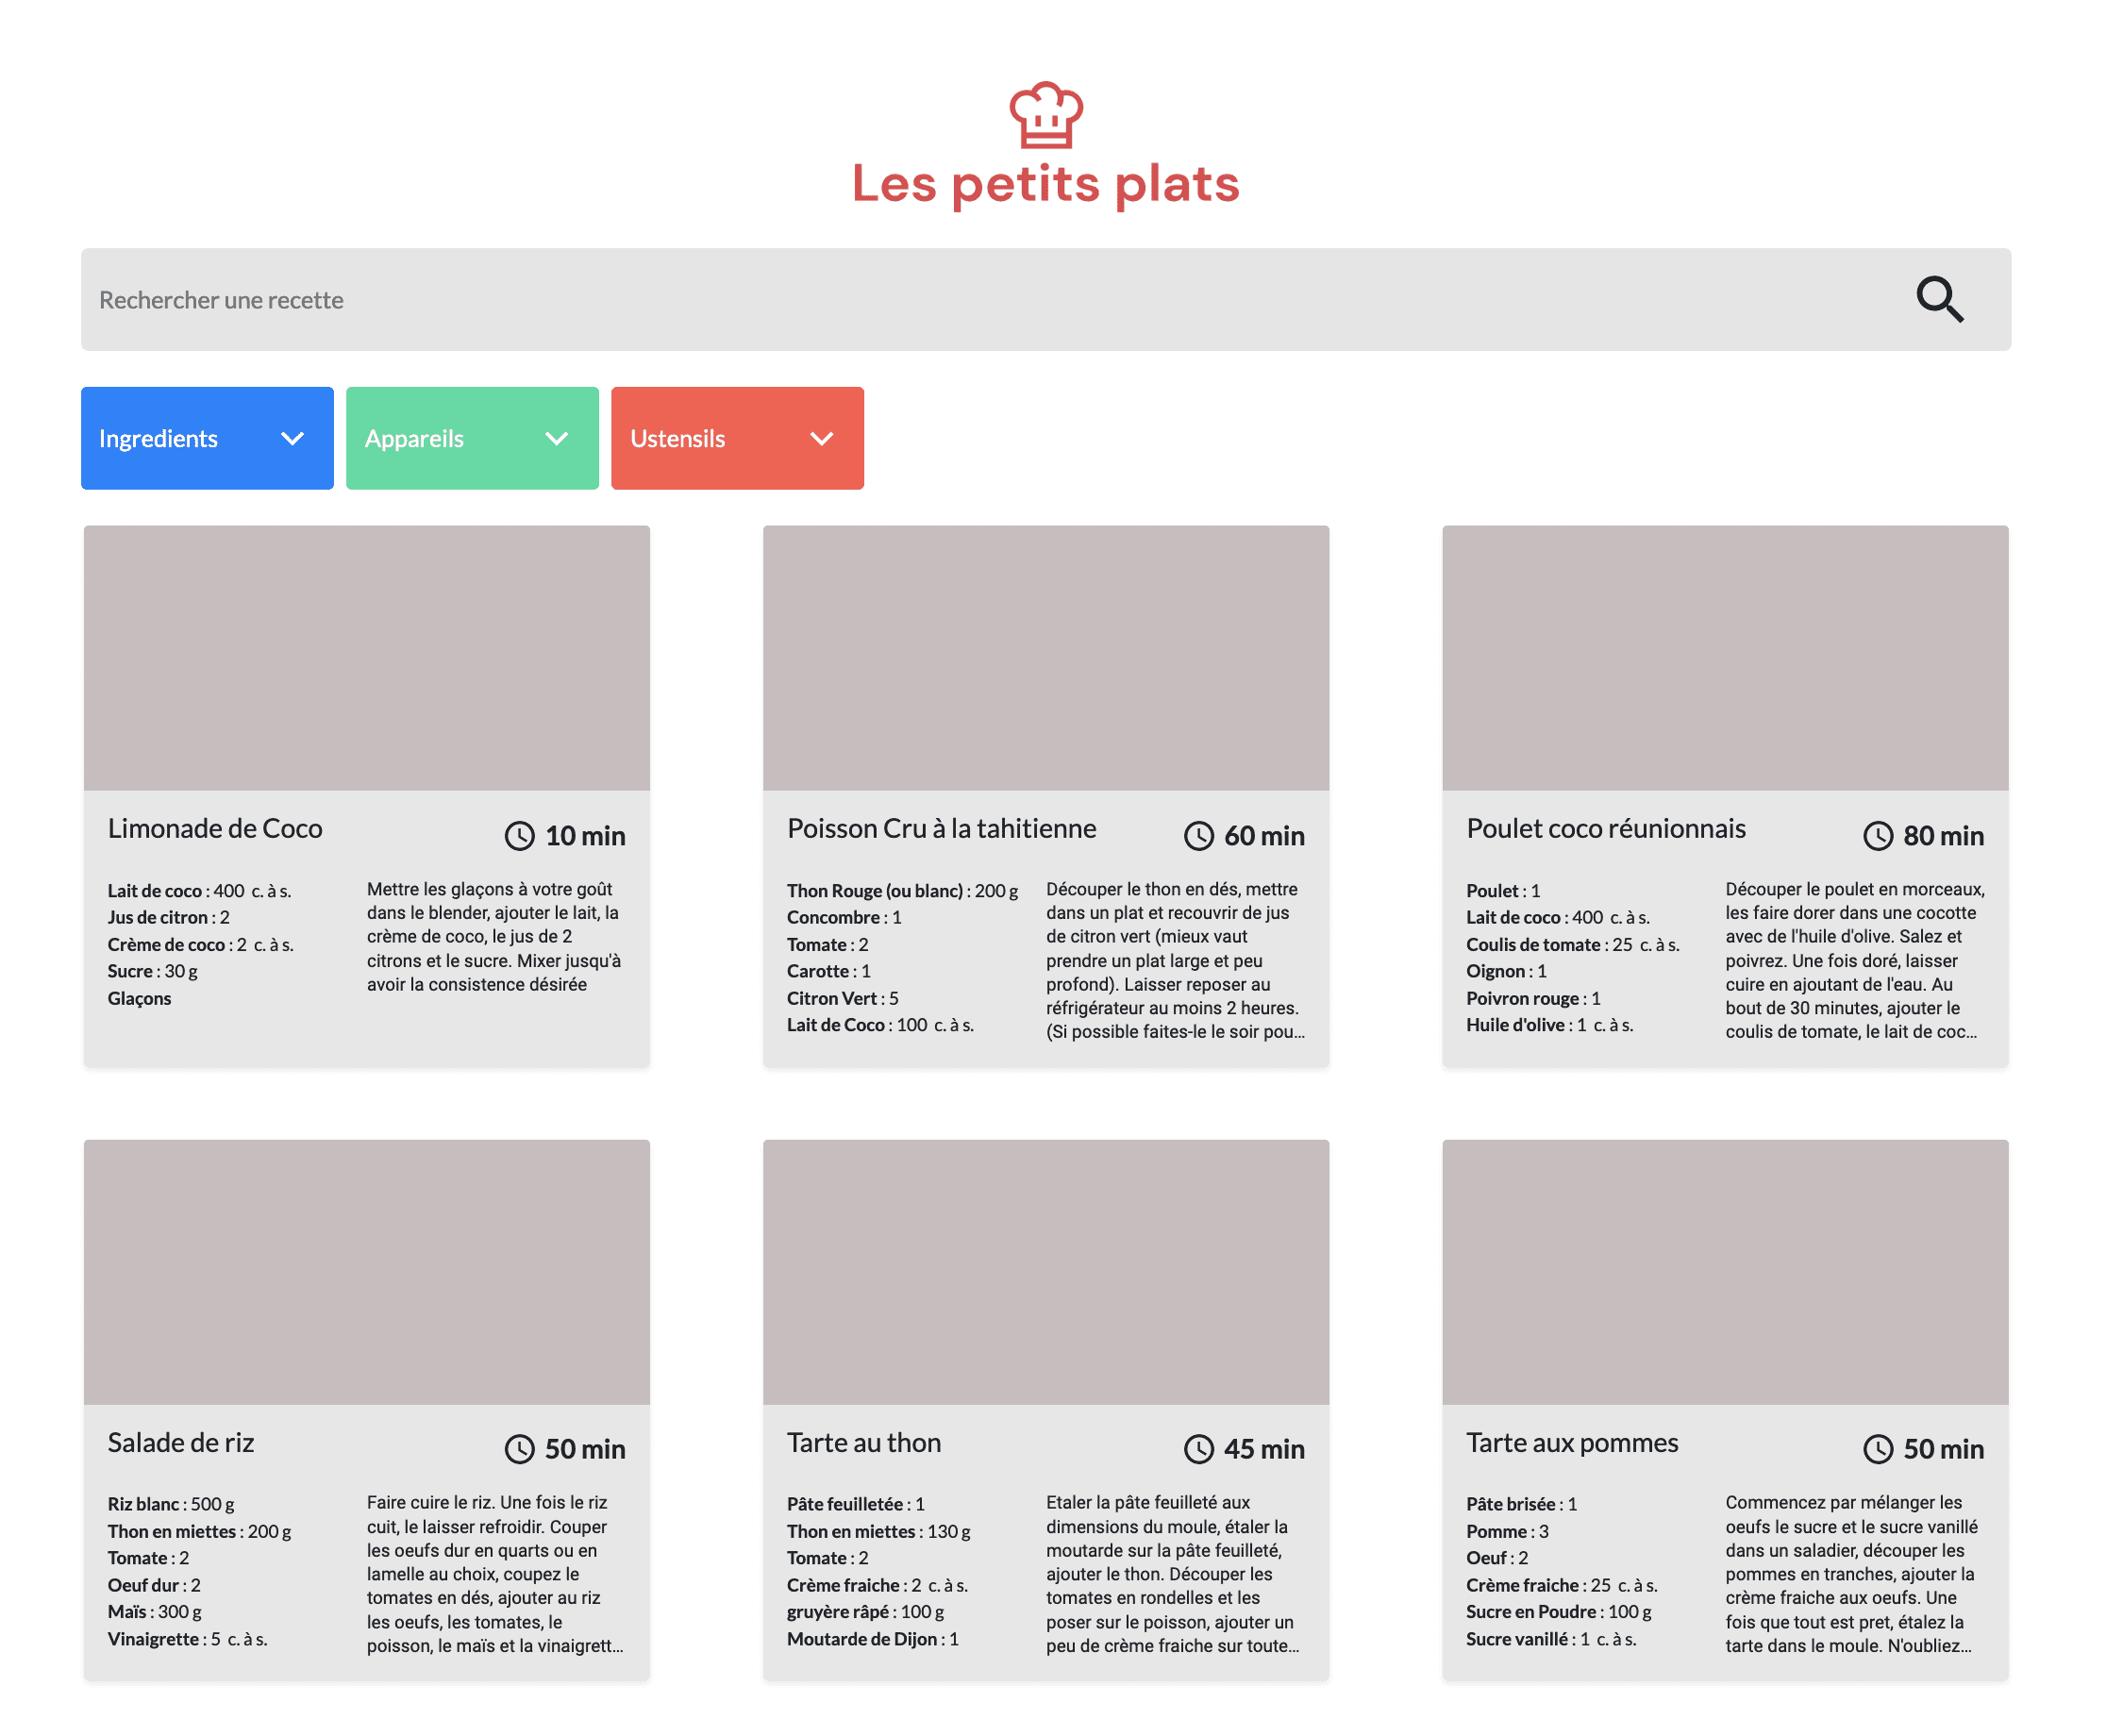 Les petits plats
Rechercher une recette
Ingredients
Appareils
Ustensils
Limonade de Coco
10 min
Lait de coco : 400 c. à s.
Jus de citron : 2
Crème de coco : 2 c. à s.
Sucre : 30 g
Glaçons
Mettre les glaçons à votre goût
dans le blender, ajouter le lait, la
crème de coco, le jus de 2
citrons et le sucre. Mixer jusqu'à
avoir la consistence désirée
Poisson Cru à la tahitienne
60 min
Thon Rouge (ou blanc) : 200 g
Concombre : 1
Tomate : 2
Carotte : 1
Citron Vert : 5
Lait de Coco : 100 c. à s.
Découper le thon en dés, mettre
dans un plat et recouvrir de jus
de citron vert (mieux vaut
prendre un plat large et peu
profond). Laisser reposer au
réfrigérateur au moins 2 heures.
(Si possible faites-le le soir pou...
Poulet coco réunionnais
80 min
Poulet : 1
Lait de coco : 400 c. à s.
Coulis de tomate : 25 c. à s.
Oignon : 1
Poivron rouge : 1
Huile d'olive : 1 c. à s.
Découper le poulet en morceaux,
les faire dorer dans une cocotte
avec de l'huile d'olive. Salez et
poivrez. Une fois doré, laisser
cuire en ajoutant de l'eau. Au
bout de 30 minutes, ajouter le
coulis de tomate, le lait de coc...
Salade de riz
50 min
Riz blanc : 500 g
Thon en miettes : 200 g
Tomate : 2
Oeuf dur : 2
Maïs : 300 g
Vinaigrette : 5 c. à s.
Faire cuire le riz. Une fois le riz
cuit, le laisser refroidir. Couper
les oeufs dur en quarts ou en
lamelle au choix, coupez le
tomates en dés, ajouter au riz
les oeufs, les tomates, le
poisson, le maïs et la vinaigrett...
Tarte au thon
45 min
Pâte feuilletée : 1
Thon en miettes : 130 g
Tomate : 2
Crème fraiche : 2 c. à s.
gruyère râpé : 100 g
Moutarde de Dijon : 1
Etaler la pâte feuilleté aux
dimensions du moule, étaler la
moutarde sur la pâte feuilleté,
ajouter le thon. Découper les
tomates en rondelles et les
poser sur le poisson, ajouter un
peu de crème fraiche sur toute...
Tarte aux pommes
50 min
Pâte brisée : 1
Pomme : 3
Oeuf : 2
Crème fraiche : 25 c. à s.
Sucre en Poudre : 100 g
Sucre vanillé : 1 c. à s.
Commencez par mélanger les
oeufs le sucre et le sucre vanillé
dans un saladier, découper les
pommes en tranches, ajouter la
crème fraiche aux oeufs. Une
fois que tout est pret, étalez la
tarte dans le moule. N'oubliez...